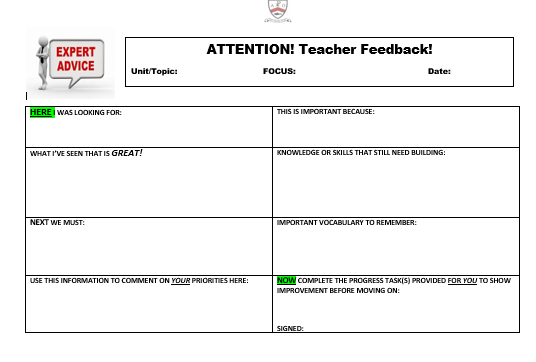 EXPERT
ADVICE
ATTENTION! Teacher Feedback!
Unit/Topic: FOCUS: Date:
HERE I WAS LOOKING FOR: THIS IS IMPORTANT BECAUSE:
WHAT I'VE SEEN THAT IS GREAT! KNOWLEDGE OR SKILLS THAT STILL NEED BUILDING:
NEXT WE MUST: IMPORTANT VOCABULARY TO REMEMBER:
USE THIS INFORMATION TO COMMENT ON YOUR PRIORITIES HERE: NOW COMPLETE THE PROGRESS TASK(S) PROVIDED FOR YOU TO SHOW
IMPROVEMENT BEFORE MOVING ON:
SIGNED: